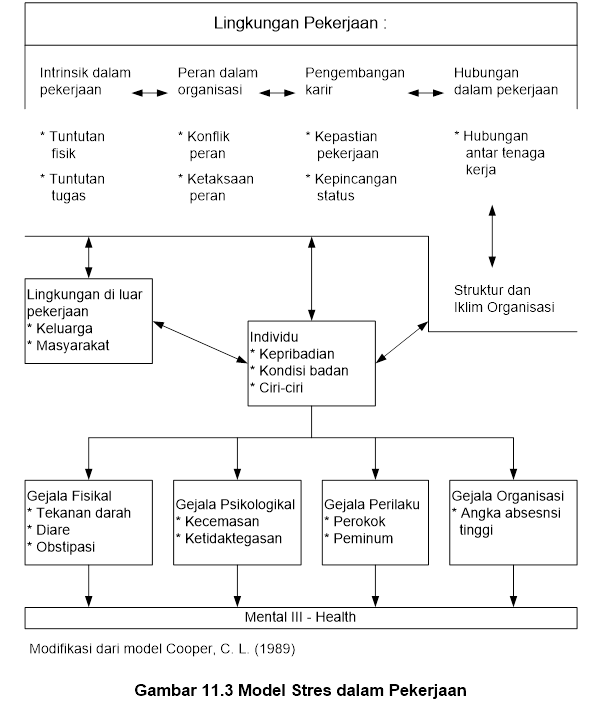 Lingkungan Pekerjaan :
Intrinsik dalam
pekerjaan
Peran dalam
organisasi
Pengembangan
karir
Hubungan
dalam pekerjaan
* Tuntutan
fisik
* Tuntutan
tugas
* Konflik
peran
* Ketaksaan
peran
* Kepastian
pekerjaan
* Kepincangan
status
* Hubungan
antar tenaga
kerja
Struktur dan
Iklim Organisasi
Lingkungan di luar
pekerjaan
* Keluarga
* Masyarakat
Individu
* Kepribadian
* Kondisi badan
* Ciri-ciri
Gejala Fisikal
* Tekanan darah
* Diare
* Obstipasi
Gejala Psikologikal
* Kecemasan
* Ketidaktegasan
Gejala Perilaku
* Perokok
* Peminum
Gejala Organisasi
* Angka absesnsi
tinggi
Mental III - Health
Modifikasi dari model Cooper, C. L. (1989)
Gambar 11.3 Model Stres dalam Pekerjaan